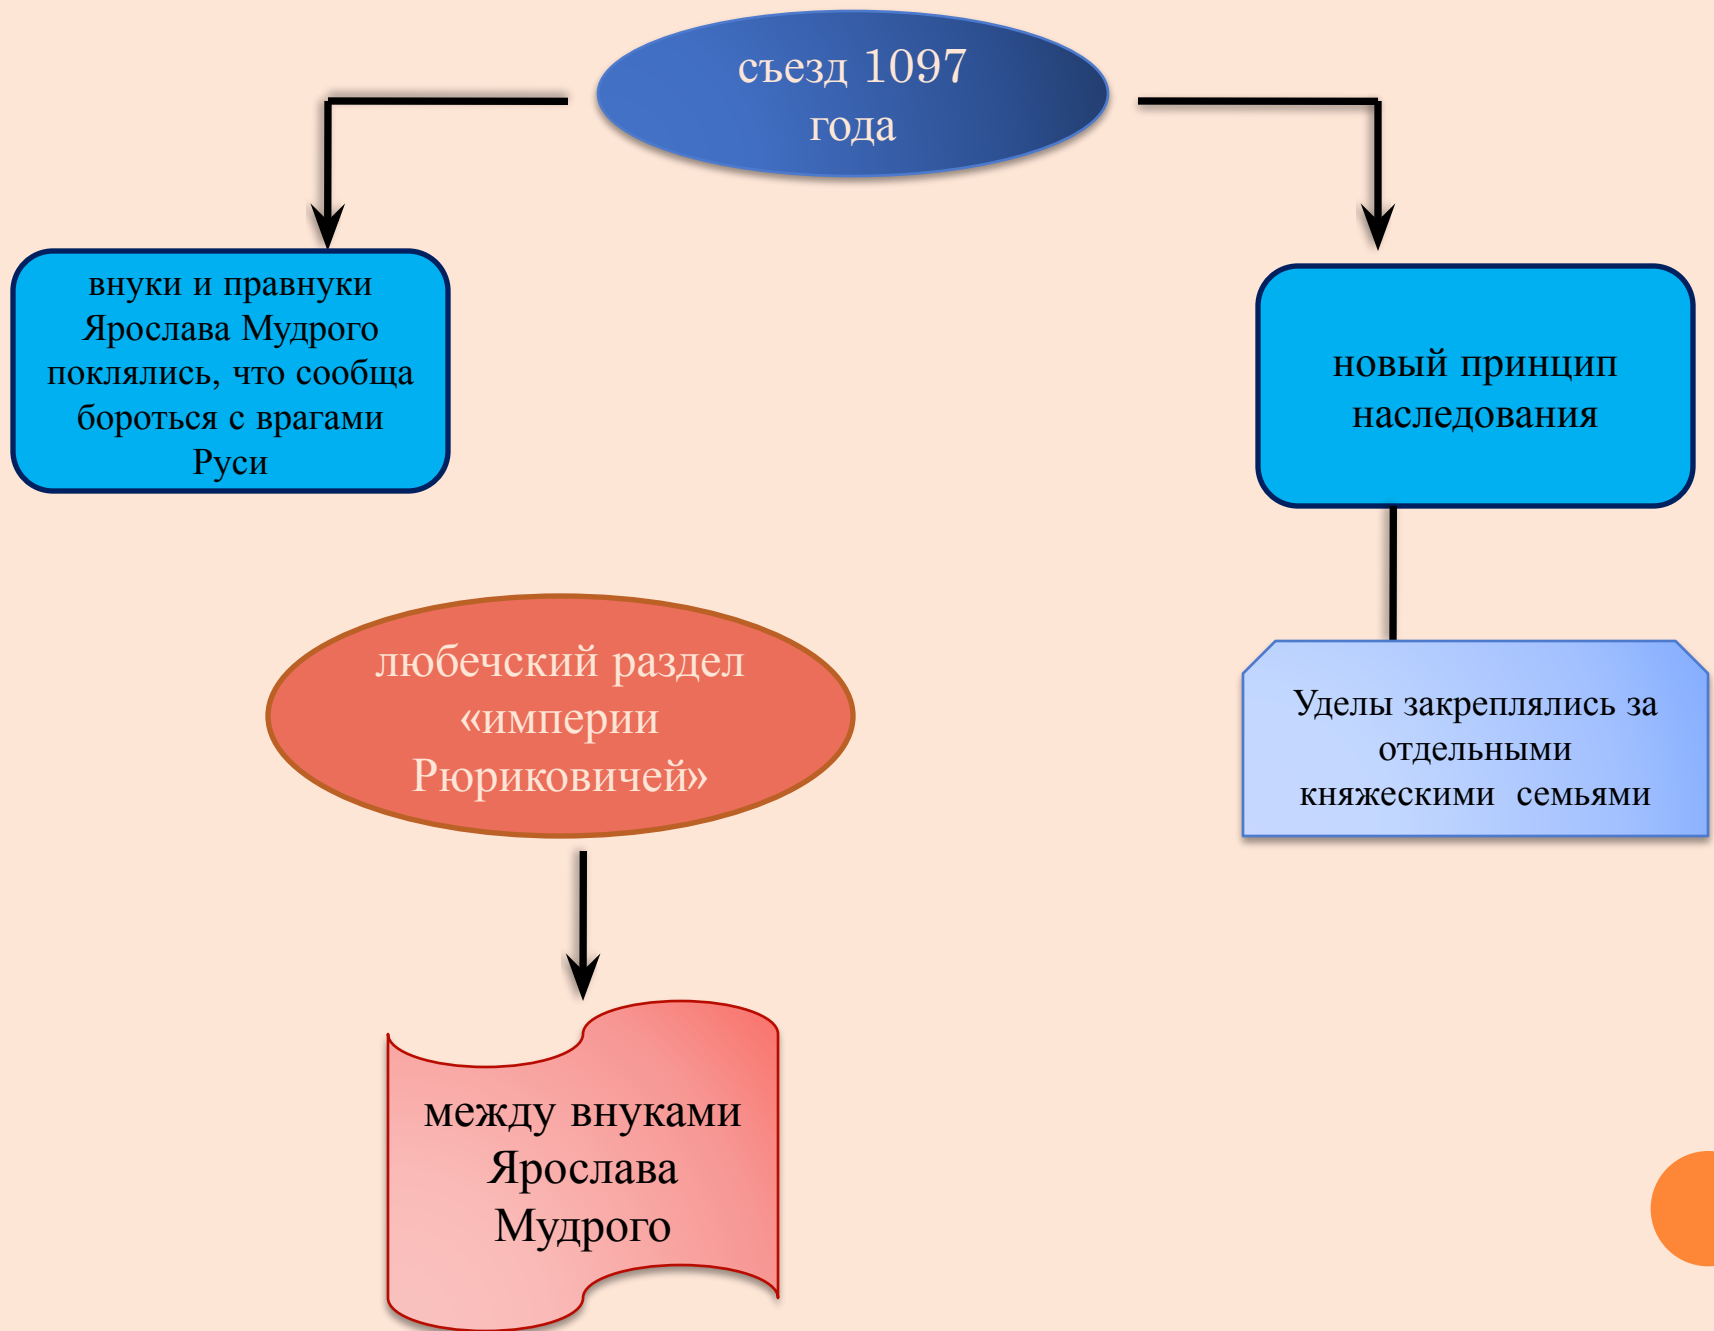 съезд 1097
года
внуки и правнуки
Ярослава Мудрого
поклялись, что сообща
бороться с врагами
Руси
новый принцип
наследования
любечский раздел
«империи
Рюриковичей»
Уделы закреплялись за
отдельными
княжескими  семьями
между внуками
Ярослава
Мудрого